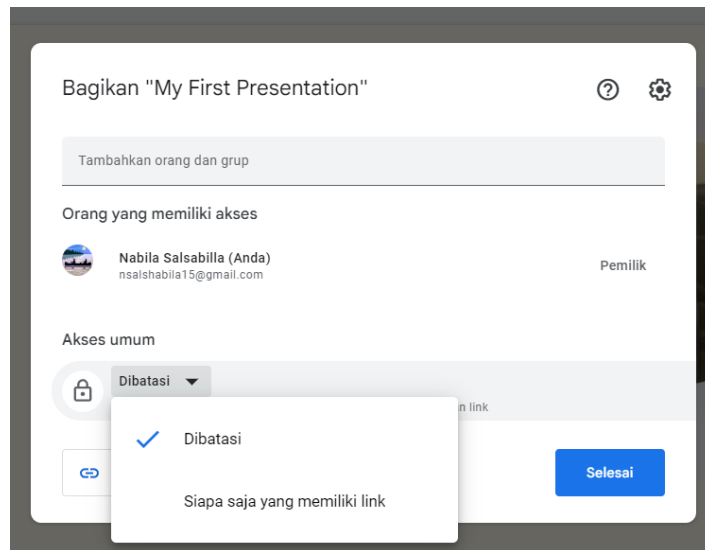 Bagikan "My First Presentation"
Tambahkan orang dan grup
Orang yang memiliki akses
Nabila Salsabilla (Anda)
nsalshabila15@gmail.com
Pemilik
Akses umum
Dibatasi
n link
Dibatasi
Siapa saja yang memiliki link
Selesai